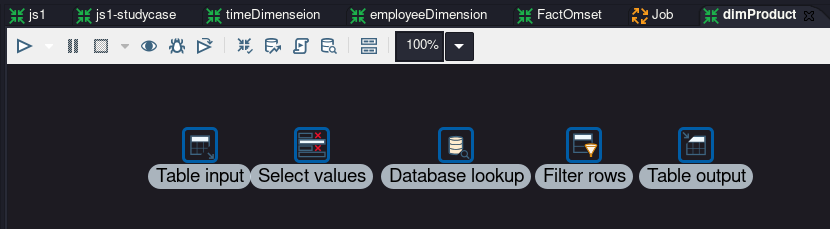 js1 js1-studycase timeDimenseion employeeDimension FactOmset Job dimProduct
100%
Table input Select values Database lookup Filter rows Table output